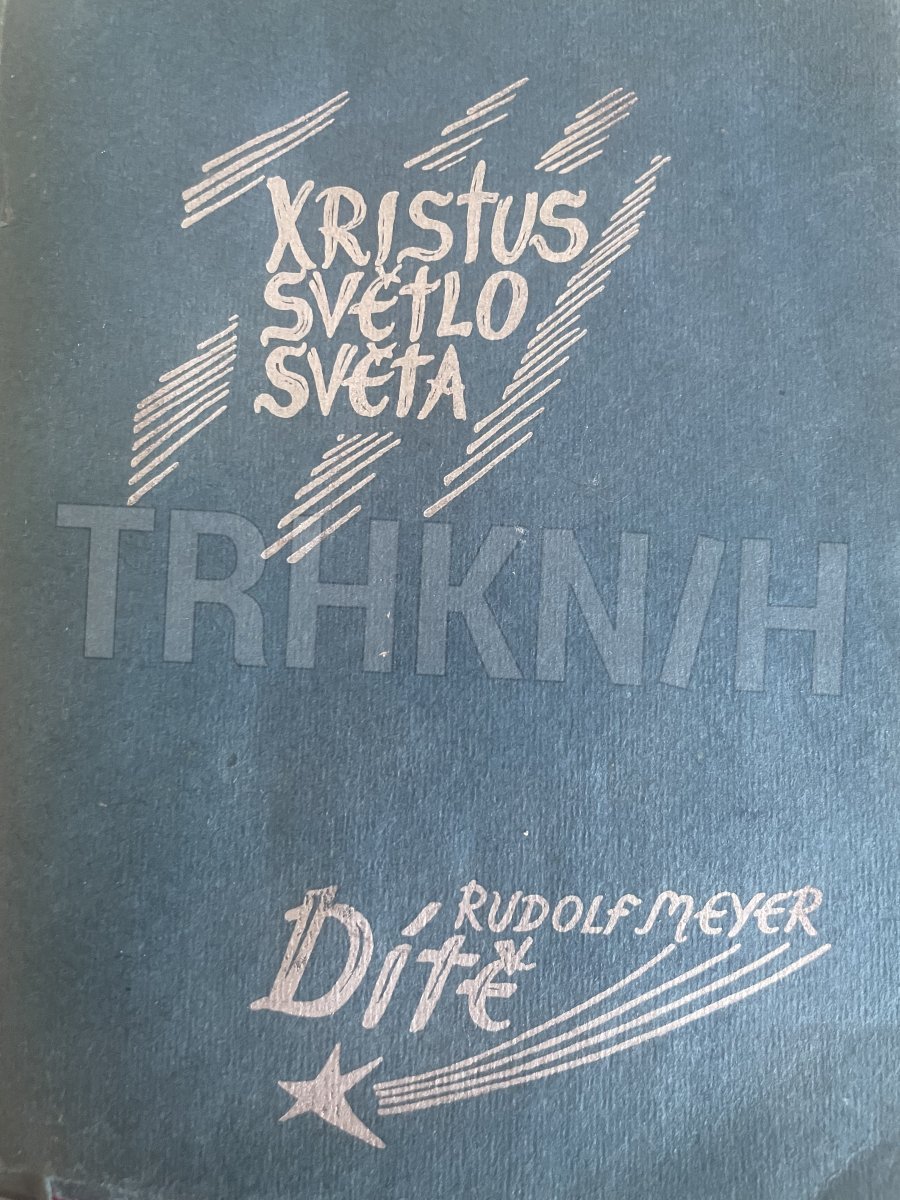 XRISTUS
SVĚTLO
SVĚTA
TRHKNIH
RUDOLF MEYER
Dítě